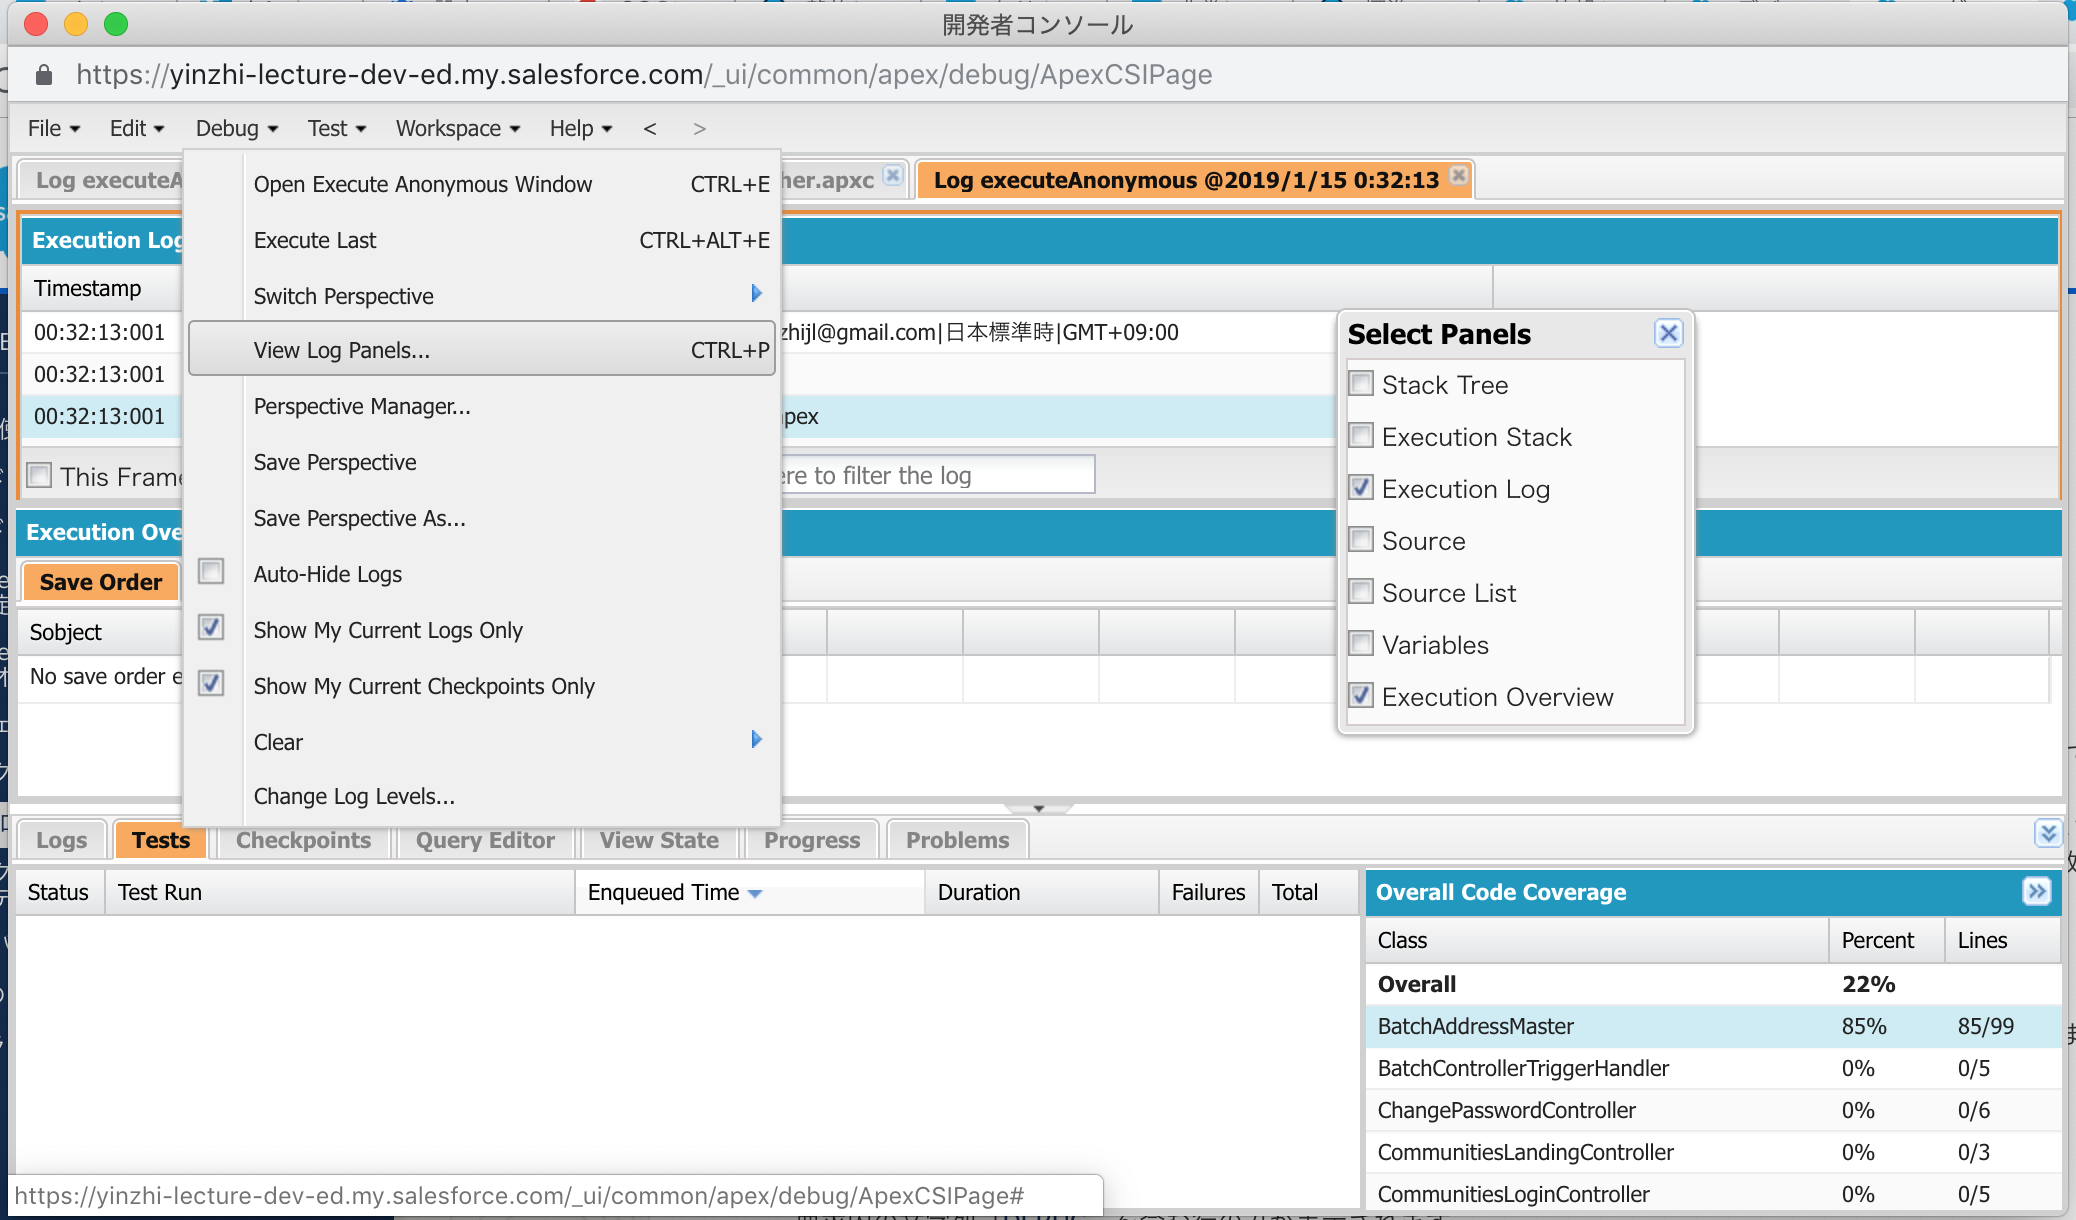 開発者コンソール
https://yinzhi-lecture-dev-ed.my.salesforce.com/_ui/common/apex/debug/ApexCSIPage
File Edit Debug Test Workspace Help < >
Log executeA
her.apxc
Log executeAnonymous @2019/1/15 0:32:13
Open Execute Anonymous Window CTRL+E
Execute Last CTRL+ALT+E
Switch Perspective
View Log Panels... CTRL+P
Perspective Manager...
Save Perspective
Save Perspective As...
Auto-Hide Logs
Show My Current Logs Only
Show My Current Checkpoints Only
Clear
Change Log Levels...
Execution Log
Timestamp
00:32:13:001 zhijl@gmail.com|日本標準時|GMT+09:00
00:32:13:001
00:32:13:001 apex
This Frame
ere to filter the log
Select Panels
Stack Tree
Execution Stack
Execution Log
Source
Source List
Variables
Execution Overview
Execution Ove
Save Order
Sobject
No save order e
Logs Tests Checkpoints Query Editor View State Progress Problems
Status Test Run Enqueued Time Duration Failures Total
Overall Code Coverage
Class Percent Lines
Overall 22%
BatchAddressMaster 85% 85/99
BatchControllerTriggerHandler 0% 0/5
ChangePasswordController 0% 0/6
CommunitiesLandingController 0% 0/3
CommunitiesLoginController 0% 0/5
https://yinzhi-lecture-dev-ed.my.salesforce.com/_ui/common/apex/debug/ApexCSIPage#